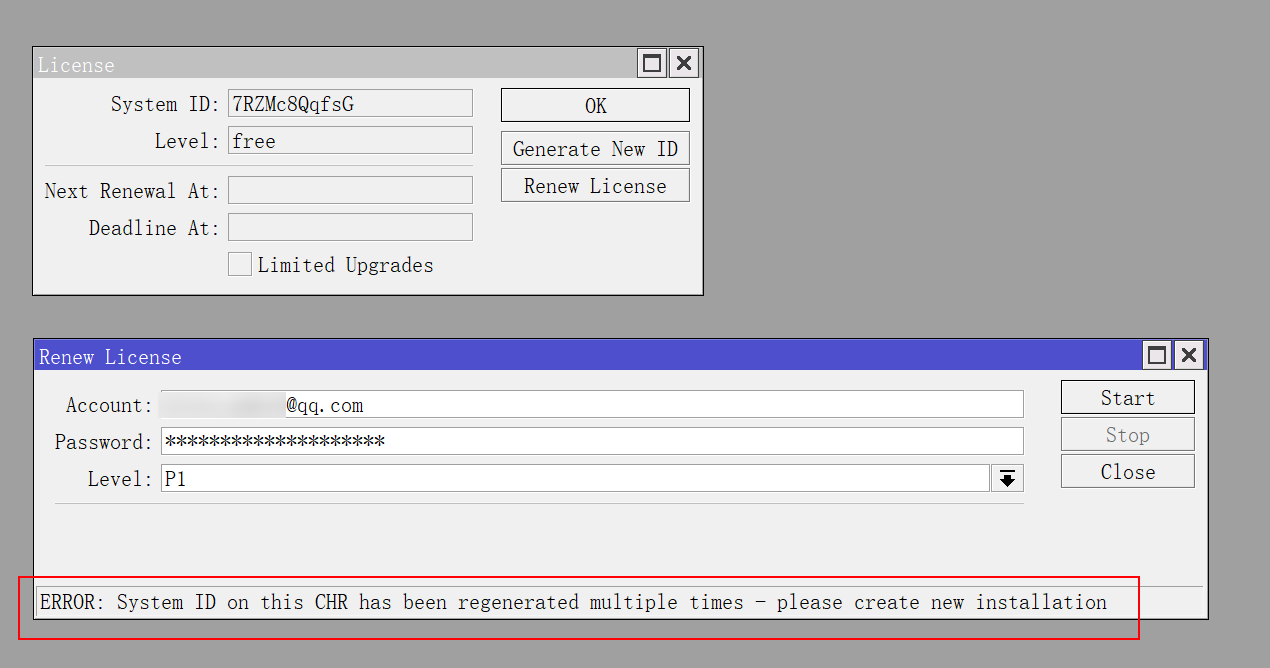 License
System ID: 7RZMc8QqfsG
OK
Level: free
Generate New ID
Next Renewal At:
Renew License
Deadline At:
Limited Upgrades
Renew License
Account: @qq.com
Start
Password: ********************
Stop
Level: P1
Close
ERROR: System ID on this CHR has been regenerated multiple times - please create new installation